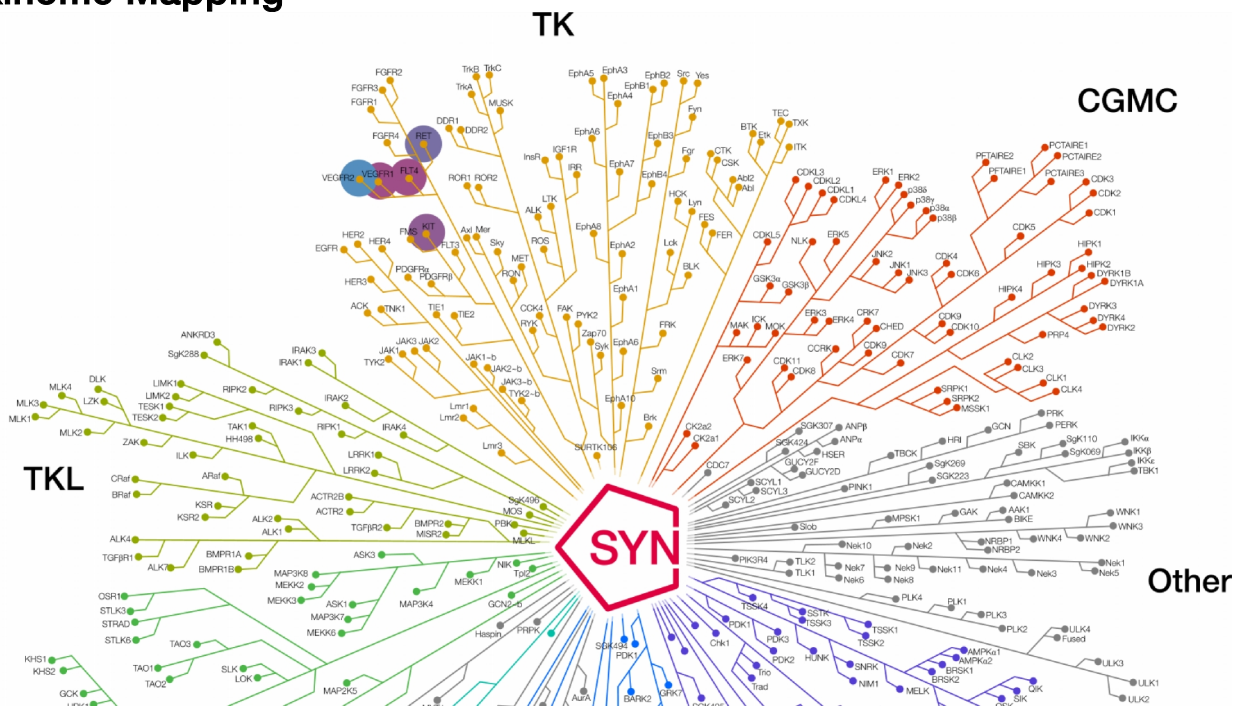 TK
CGMC
TKL
Other
SYN
FGFR2
FGFR3
FGFR1
FGFR4
RET
VEGFR2
VEGFR1
FLT4
FMS
KIT
FLT3
TrkB
TrkC
TrkA
MUSK
DDR1
DDR2
ROR1
ROR2
InsR
IGF1R
IRR
ALK
LTK
ROS
Axl
Mer
Sky
MET
RON
EGFR
HER2
HER4
HER3
PDGFRα
PDGFRβ
ACK
TNK1
TIE1
TIE2
CCK4
RYK
FAK
PYK2
Zap70
Syk
JAK1
JAK3
JAK2
TYK2
JAK1~b
JAK2~b
JAK3~b
TYK2~b
Lmr1
Lmr2
Lmr3
SuRTK106
EphA5
EphA3
EphA4
EphA6
EphA7
EphA8
EphA2
EphA1
EphA6
EphA10
EphB1
EphB2
EphB3
EphB4
Src
Yes
Fyn
Fgr
HCK
Lyn
Lck
BLK
FRK
Srm
Brk
CTK
CSK
FES
FER
Abl2
Abl
BTK
TEC
Etk
TXK
ITK
CDKL3
CDKL2
CDKL1
CDKL4
CDKL5
NLK
ERK5
ERK1
ERK2
p38δ
p38γ
p38α
p38β
JNK2
JNK1
JNK3
GSK3α
GSK3β
MAK
ICK
MOK
ERK3
ERK4
ERK7
CRK7
CHED
CCRK
CDK9
CDK7
CDK11
CDK8
CDK4
CDK6
CDK9
CDK10
CDK5
PFTAIRE2
PFTAIRE1
PCTAIRE1
PCTAIRE2
PCTAIRE3
CDK3
CDK2
CDK1
HIPK1
HIPK2
HIPK3
HIPK4
DYRK1B
DYRK1A
DYRK3
DYRK4
DYRK2
PRP4
CLK2
CLK3
CLK1
CLK4
SRPK1
SRPK2
MSSK1
CK2a2
CK2a1
CDC7
SGK307
SGK424
ANPβ
ANPα
HSER
GUCY2F
GUCY2D
SCYL1
SCYL3
SCYL2
TBCK
HRI
GCN
PRK
PERK
SgK269
SGK223
PINK1
SBK
SgK110
SgK069
IKKα
IKKβ
IKKε
TBK1
CAMKK1
CAMKK2
Slob
MPSK1
GAK
AAK1
BIKE
WNK1
WNK3
WNK4
WNK2
PIK3R4
Nek10
Nek2
NRBP1
NRBP2
TLK2
TLK1
Nek7
Nek6
Nek9
Nek8
Nek11
Nek4
Nek3
Nek1
Nek5
PLK4
PLK1
PLK3
PLK2
ULK4
Fused
ULK3
ULK1
ULK2
ANKRD3
SgK288
IRAK3
IRAK1
IRAK2
IRAK4
RIPK2
RIPK3
RIPK1
DLK
LZK
MLK4
MLK3
MLK1
MLK2
LIMK1
LIMK2
TESK1
TESK2
TAK1
HH498
ZAK
ILK
LRRK1
LRRK2
CRaf
BRaf
ARaf
KSR
KSR2
ACTR2B
ACTR2
TGFβR2
BMPR2
MISR2
ALK2
ALK1
ALK4
TGFβR1
ALK7
BMPR1A
BMPR1B
SgK496
MOS
PBK
MLKL
NIK
Tpl2
ASK3
MAP3K8
MEKK2
MEKK3
ASK1
MAP3K7
MEKK6
MAP3K4
MEKK1
GCN2~b
Haspin
PRPK
OSR1
STLK3
STRAD
STLK6
TAO3
TAO1
TAO2
SLK
LOK
MAP2K5
KHS1
KHS2
GCK
AurA
SGK494
PDK1
BARK2
GRK7
TSSK4
SSTK
TSSK3
TSSK1
TSSK2
PDK1
Chk1
PDK3
PDK2
HUNK
Trio
Trad
SNRK
NIM1
MELK
AMPKα1
AMPKα2
BRSK1
BRSK2
QIK
SIK